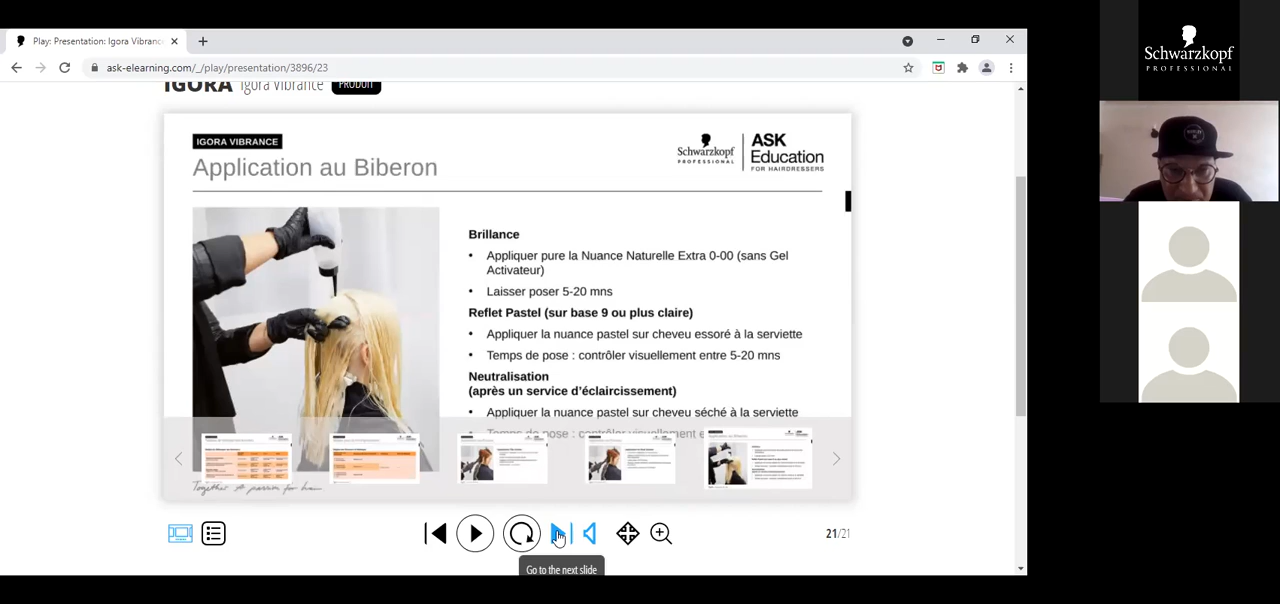 Play: Presentation: Igora Vibranc
ask-elearning.com/_/play/presentation/3896/23
IGORA Igora Vibrance PRODUIT
IGORA VIBRANCE
Application au Biberon
Schwarzkopf
PROFESSIONAL
ASK
Education
FOR HAIRDRESSERS
Brillance
• Appliquer pure la Nuance Naturelle Extra 0-00 (sans Gel
Activateur)
• Laisser poser 5-20 mns
Reflet Pastel (sur base 9 ou plus claire)
• Appliquer la nuance pastel sur cheveu essoré à la serviette
• Temps de pose : contrôler visuellement entre 5-20 mns
Neutralisation
(après un service d'éclaircissement)
• Appliquer la nuance pastel sur cheveu séché à la serviette
• Temps de pose : contrôler visuellement e
Together. A passion for hair.
21/21
Go to the next slide
Schwarzkopf
PROFESSIONAL